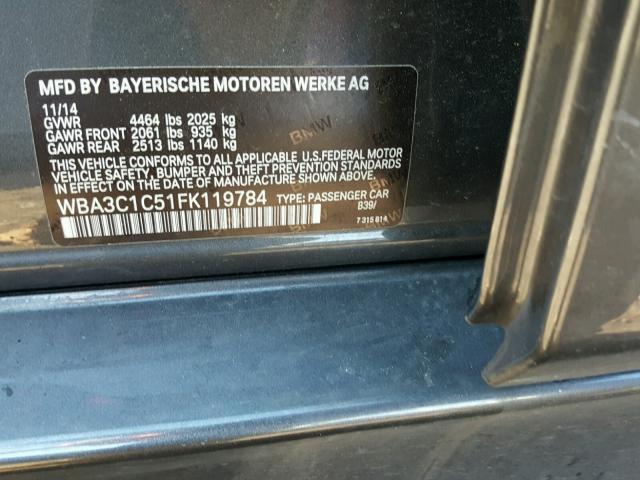 MFD BY BAYERISCHE MOTOREN WERKE AG
11/14
GVWR 4464 lbs 2025 kg
GAWR FRONT 2061 lbs 935 kg
GAWR REAR 2513 lbs 1140 kg
THIS VEHICLE CONFORMS TO ALL APPLICABLE U.S.FEDERAL MOTOR
VEHICLE SAFETY, BUMPER, AND THEFT PREVENTION STANDARDS
IN EFFECT ON THE DATE OF MANUFACTURE SHOWN ABOVE.
WBA3C1C51FK119784 TYPE: PASSENGER CAR
B39/
7 315 814
BMW
BMW
BMW